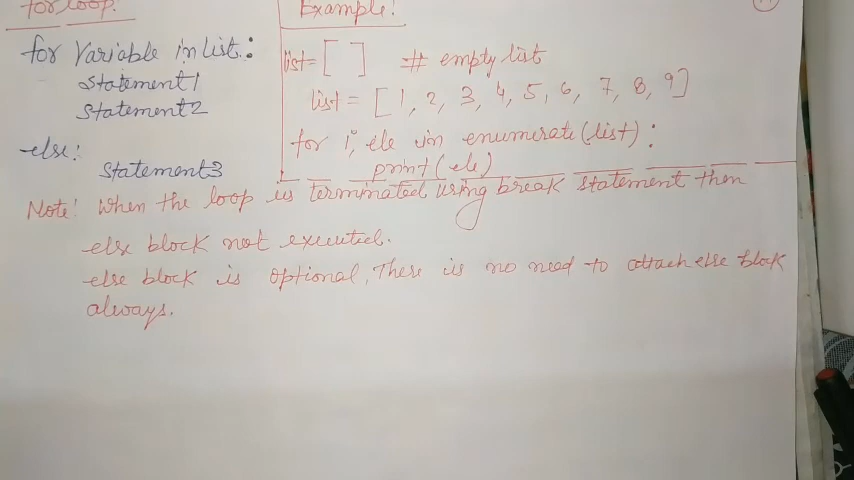 for loop:
for Variable in list:
Statement1
Statement2
else:
Statement3
Example:
list= [ ] # empty list
list = [1, 2, 3, 4, 5, 6, 7, 8, 9]
for i, ele in enumerate(list):
print(ele)
Note: When the loop is terminated using break statement then
else block not executed.
else block is optional, There is no need to attach else block
always.